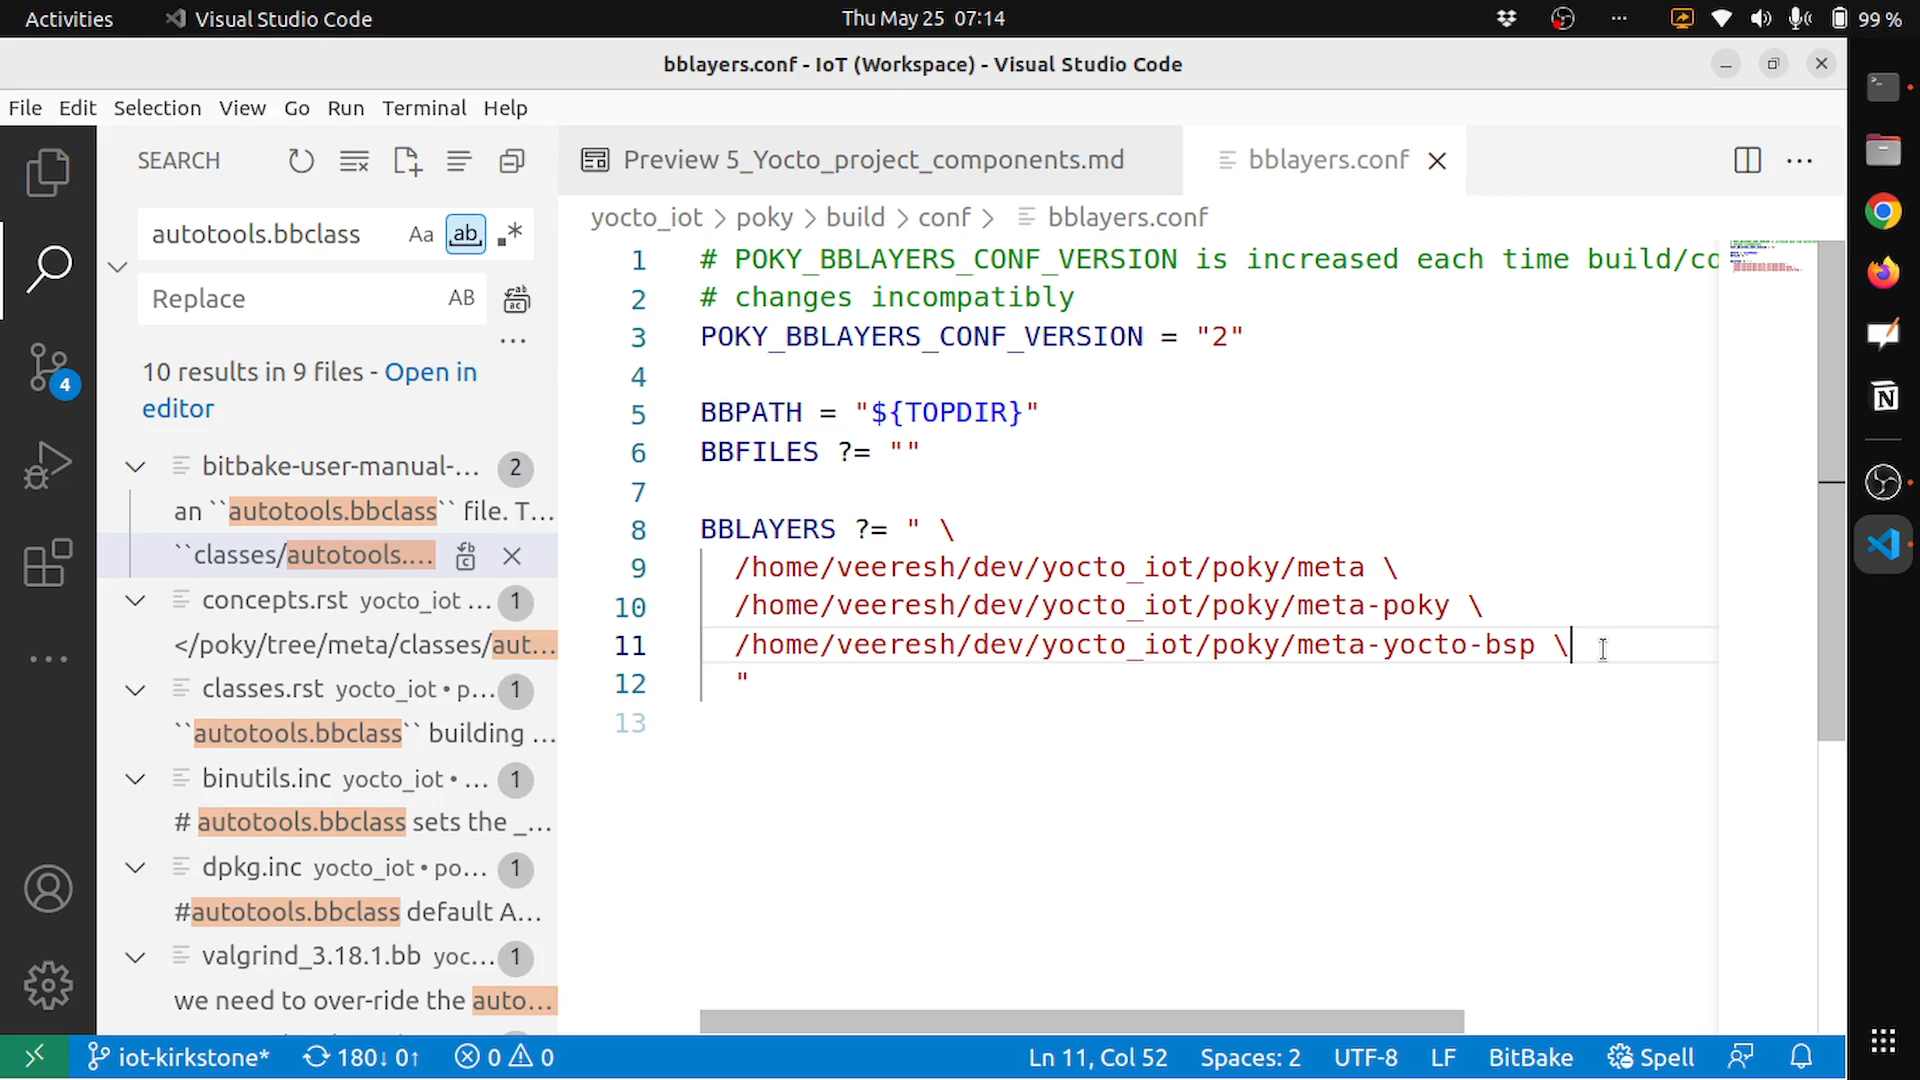 Activities
Visual Studio Code
Thu May 25 07:14
99 %
bblayers.conf - IoT (Workspace) - Visual Studio Code
File Edit Selection View Go Run Terminal Help
SEARCH
autotools.bbclass
Aa
ab
.*
Replace
AB
10 results in 9 files - Open in
editor
bitbake-user-manual-... 2
an ``autotools.bbclass`` file. T...
``classes/autotools....
concepts.rst yocto_iot ... 1
</poky/tree/meta/classes/aut...
classes.rst yocto_iot • p... 1
``autotools.bbclass`` building ...
binutils.inc yocto_iot • ... 1
# autotools.bbclass sets the _...
dpkg.inc yocto_iot • po... 1
#autotools.bbclass default A...
valgrind_3.18.1.bb yoc... 1
we need to over-ride the auto...
4
Preview 5_Yocto_project_components.md
bblayers.conf
yocto_iot > poky > build > conf > bblayers.conf
1 # POKY_BBLAYERS_CONF_VERSION is increased each time build/co
2 # changes incompatibly
3 POKY_BBLAYERS_CONF_VERSION = "2"
4
5 BBPATH = "${TOPDIR}"
6 BBFILES ?= ""
7
8 BBLAYERS ?= " \
9 /home/veeresh/dev/yocto_iot/poky/meta \
10 /home/veeresh/dev/yocto_iot/poky/meta-poky \
11 /home/veeresh/dev/yocto_iot/poky/meta-yocto-bsp \
12 "
13
iot-kirkstone*
180↓ 0↑
0
0
Ln 11, Col 52
Spaces: 2
UTF-8
LF
BitBake
Spell